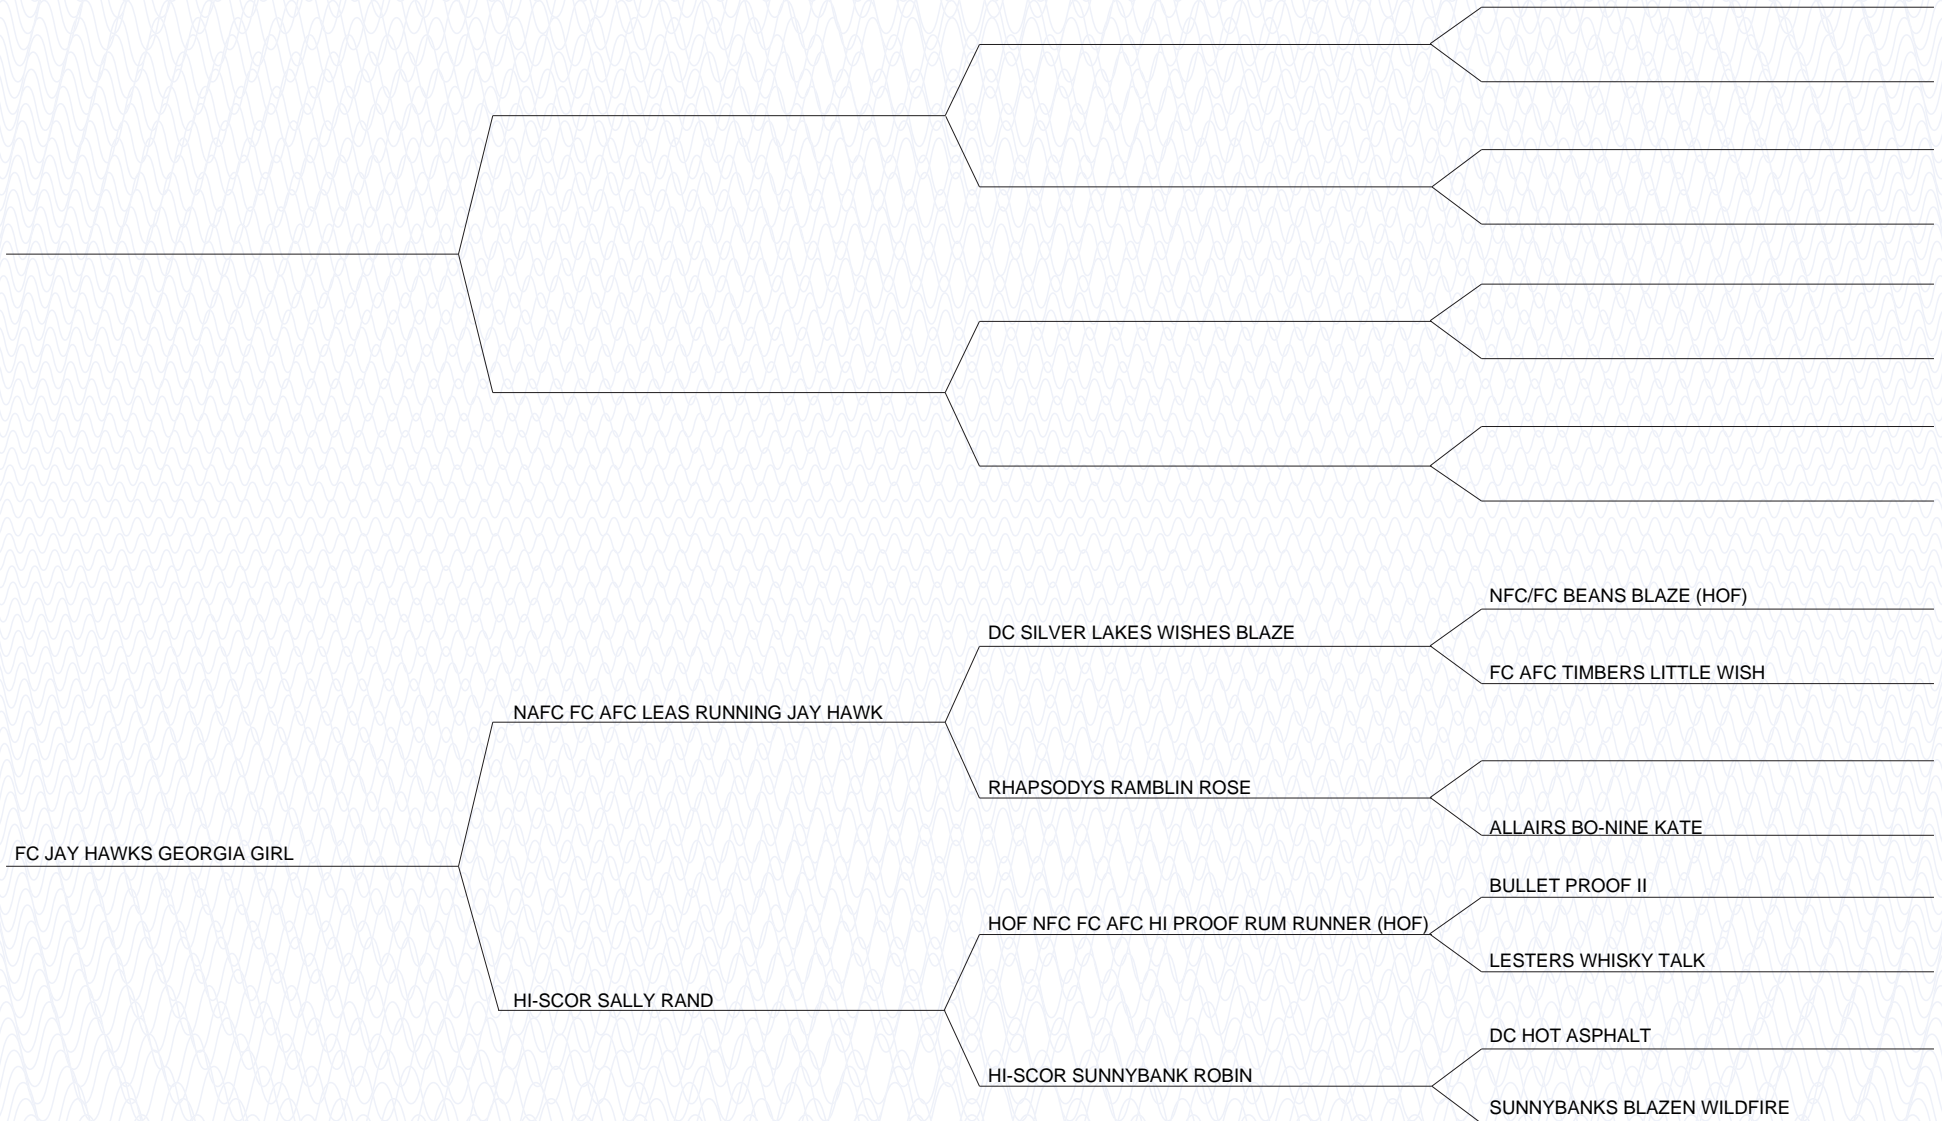 NFC/FC BEANS BLAZE (HOF)
DC SILVER LAKES WISHES BLAZE
FC AFC TIMBERS LITTLE WISH
NAFC FC AFC LEAS RUNNING JAY HAWK
RHAPSODYS RAMBLIN ROSE
ALLAIRS BO-NINE KATE
FC JAY HAWKS GEORGIA GIRL
BULLET PROOF II
HOF NFC FC AFC HI PROOF RUM RUNNER (HOF)
LESTERS WHISKY TALK
HI-SCOR SALLY RAND
DC HOT ASPHALT
HI-SCOR SUNNYBANK ROBIN
SUNNYBANKS BLAZEN WILDFIRE